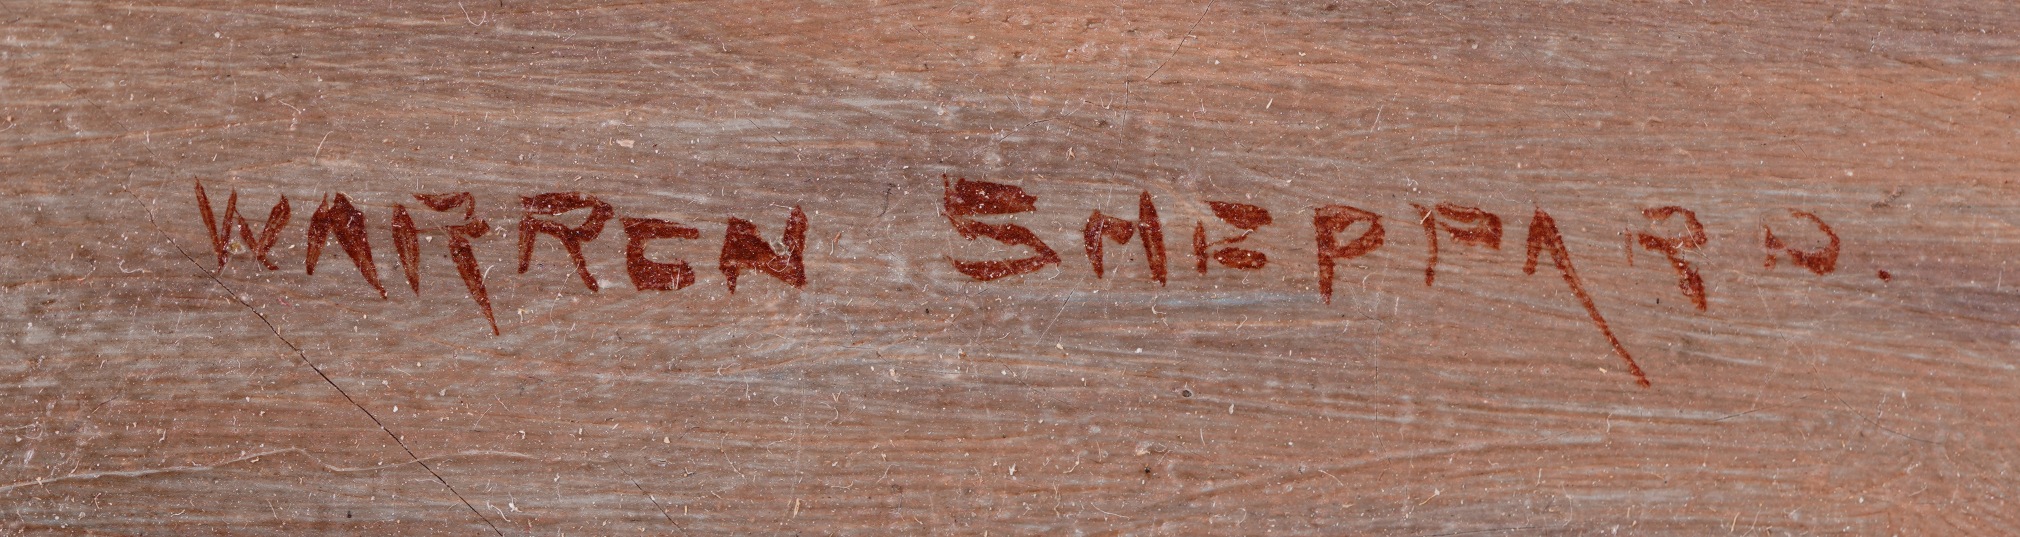 WARREN SHEPPARD.